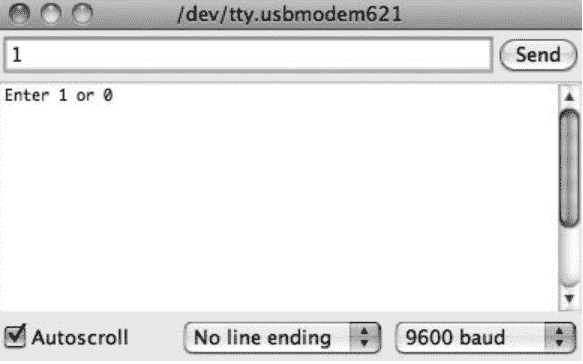 /dev/tty.usbmodem621
1
Send
Enter 1 or 0
Autoscroll
No line ending
9600 baud